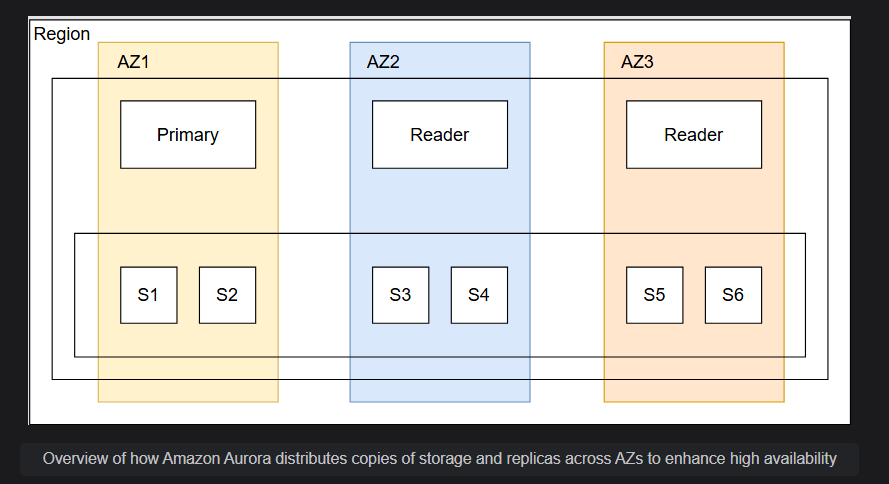 Region
AZ1 AZ2 AZ3
Primary Reader Reader
S1 S2 S3 S4 S5 S6
Overview of how Amazon Aurora distributes copies of storage and replicas across AZs to enhance high availability